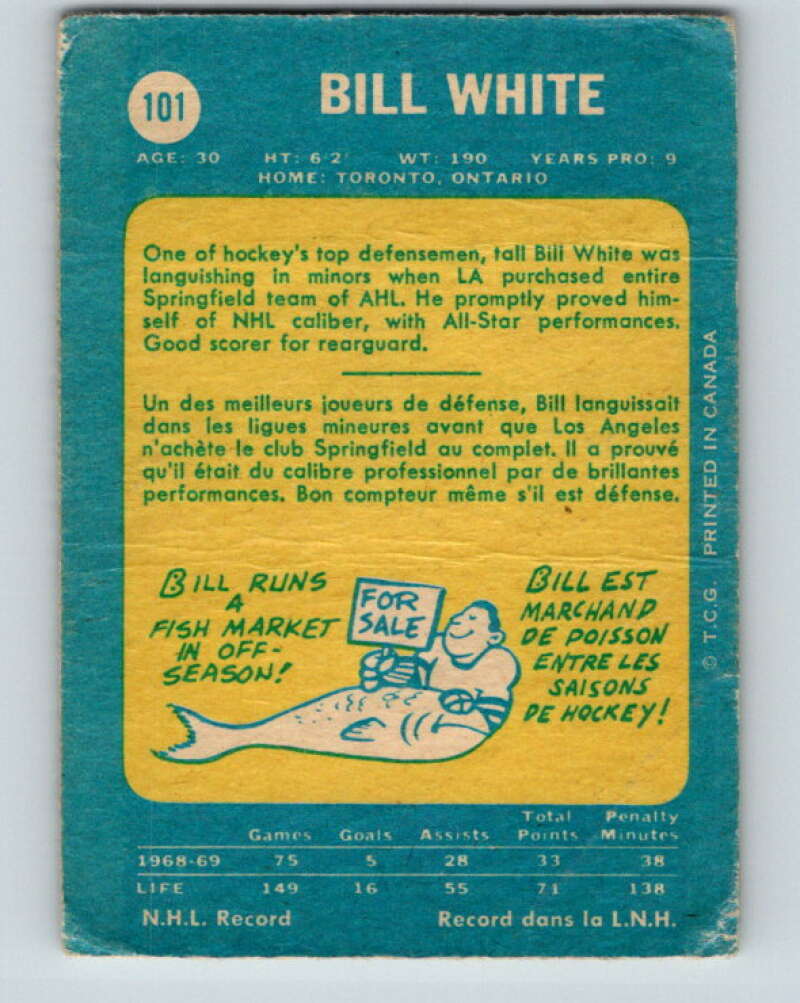 101
BILL WHITE
AGE: 30 HT: 6'2' WT: 190 YEARS PRO: 9
HOME: TORONTO, ONTARIO
One of hockey's top defensemen, tall Bill White was
languishing in minors when LA purchased entire
Springfield team of AHL. He promptly proved him-
self of NHL caliber, with All-Star performances.
Good scorer for rearguard.
Un des meilleurs joueurs de défense, Bill languissait
dans les ligues mineures avant que Los Angeles
n'achète le club Springfield au complet. Il a prouvé
qu'il était du calibre professionnel par de brillantes
performances. Bon compteur même s'il est défense.
BILL RUNS
A
FISH MARKET
IN OFF-
SEASON!
FOR
SALE
BILL EST
MARCHAND
DE POISSON
ENTRE LES
SAISONS
DE HOCKEY!
© T.C.G. PRINTED IN CANADA
Total Penalty
Games Goals Assists Points Minutes
1968-69 75 5 28 33 38
LIFE 149 16 55 71 138
N.H.L. Record Record dans la L.N.H.